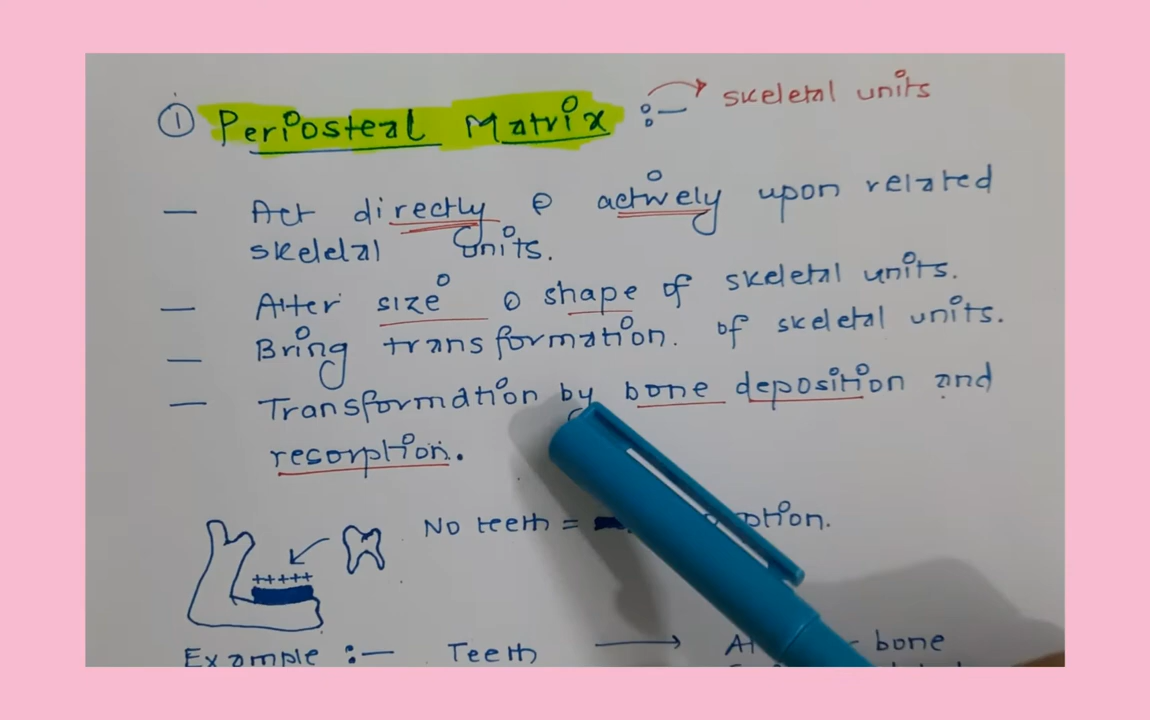 ① Periosteal Matrix :— skeletal units
— Act directly e actively upon related
skeletal units.
— Alter size o shape of skeletal units.
— Bring transformation. of skeletal units.
— Transformation by bone deposition and
resorption.
No teeth =
+++++
Example :— Teeth → bone